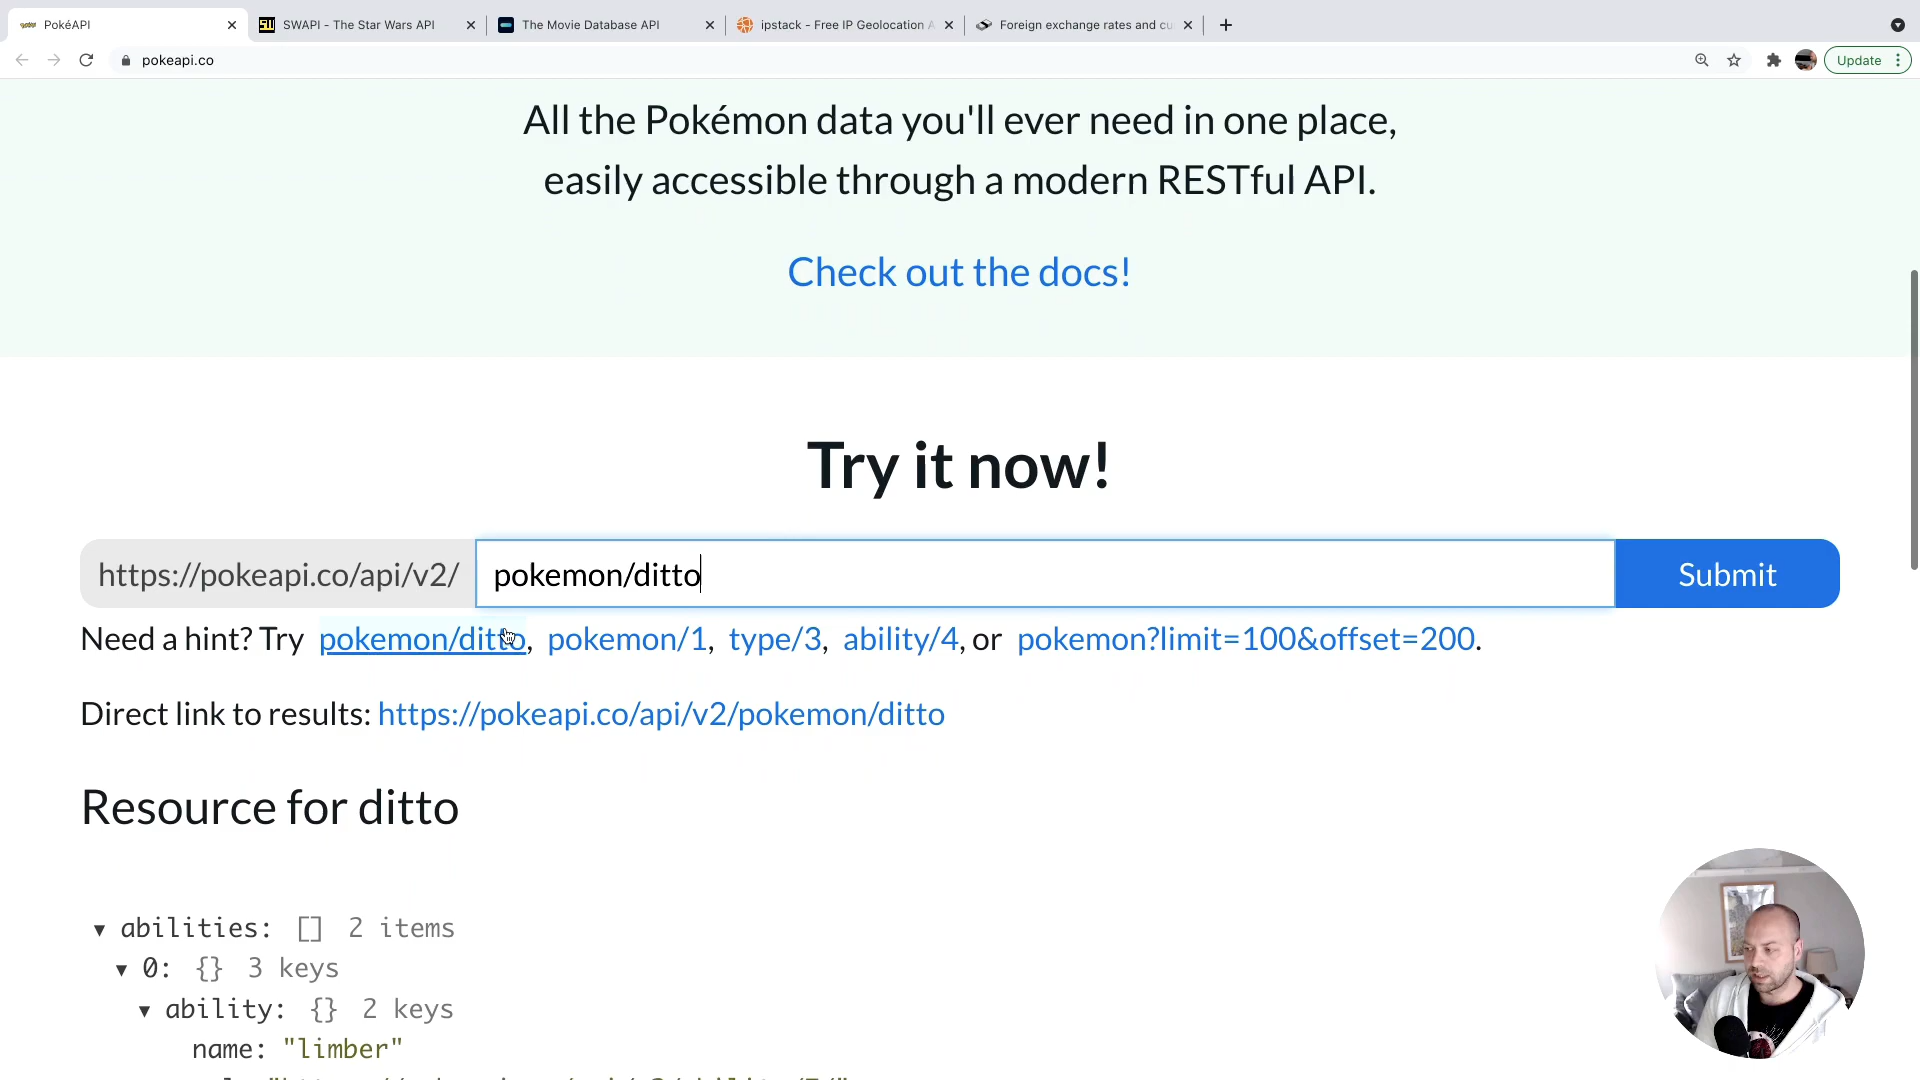 PokéAPI
SWAPI - The Star Wars API
The Movie Database API
ipstack - Free IP Geolocation A
Foreign exchange rates and cu
pokeapi.co
Update
All the Pokémon data you'll ever need in one place,
easily accessible through a modern RESTful API.
Check out the docs!
Try it now!
https://pokeapi.co/api/v2/ pokemon/ditto Submit
Need a hint? Try pokemon/ditto, pokemon/1, type/3, ability/4, or pokemon?limit=100&offset=200.
Direct link to results: https://pokeapi.co/api/v2/pokemon/ditto
Resource for ditto
▼ abilities: [] 2 items
▼ 0: {} 3 keys
▼ ability: {} 2 keys
name: "limber"